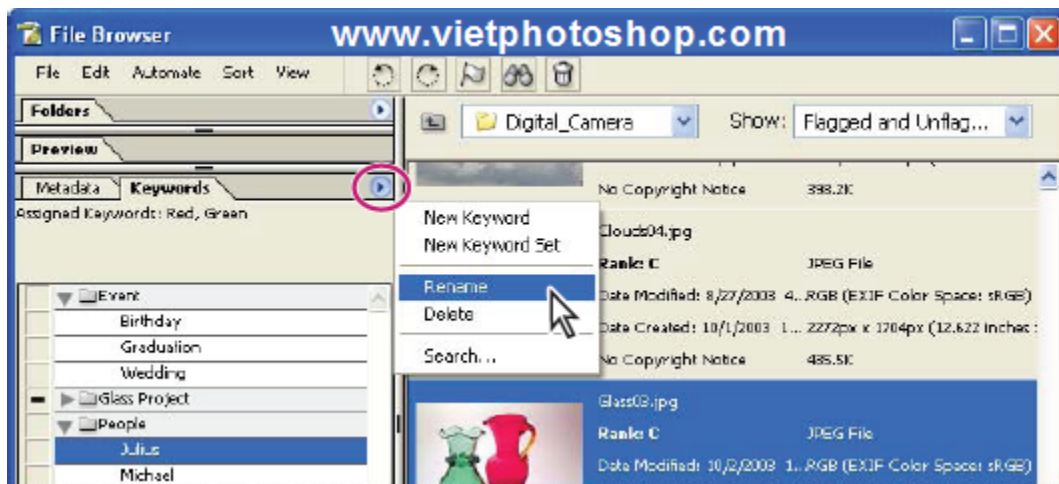 File Browser
www.vietphotoshop.com
File Edit Automate Sort View
Folders
Digital_Camera
Show: Flagged and Unflag...
Preview
Metadata Keywords
Assigned Keywords: Red, Green
No Copyright Notice 398.2K
New Keyword
New Keyword Set
Rename
Delete
Search...
Clouds04.jpg
Rank: C JPEG File
Date Modified: 8/27/2003 4... RGB (EXIF Color Space: sRGB)
Date Created: 10/1/2003 1... 2272px x 1704px (12.622 inches
No Copyright Notice 435.5K
Event
Birthday
Graduation
Wedding
Glass Project
People
Julius
Michael
Glass03.jpg
Rank: C JPEG File
Date Modified: 10/2/2003 1... RGB (EXIF Color Space: sRGB)